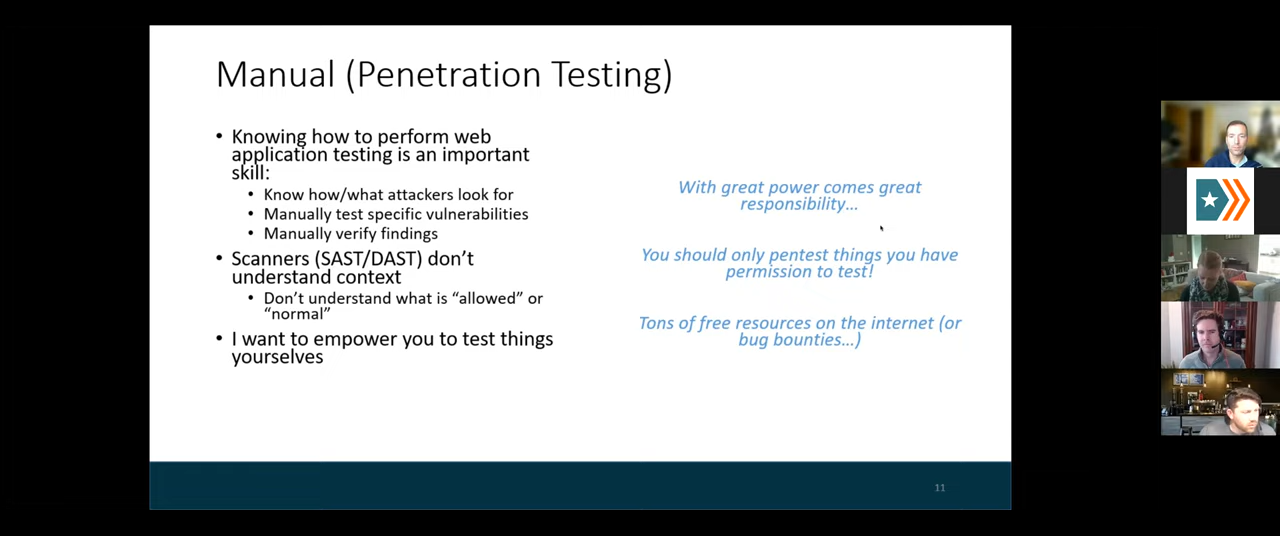 Manual (Penetration Testing)
• Knowing how to perform web
application testing is an important
skill:
• Know how/what attackers look for
• Manually test specific vulnerabilities
• Manually verify findings
• Scanners (SAST/DAST) don’t
understand context
• Don’t understand what is “allowed” or
“normal”
• I want to empower you to test things
yourselves
With great power comes great
responsibility…
You should only pentest things you have
permission to test!
Tons of free resources on the internet (or
bug bounties…)
11